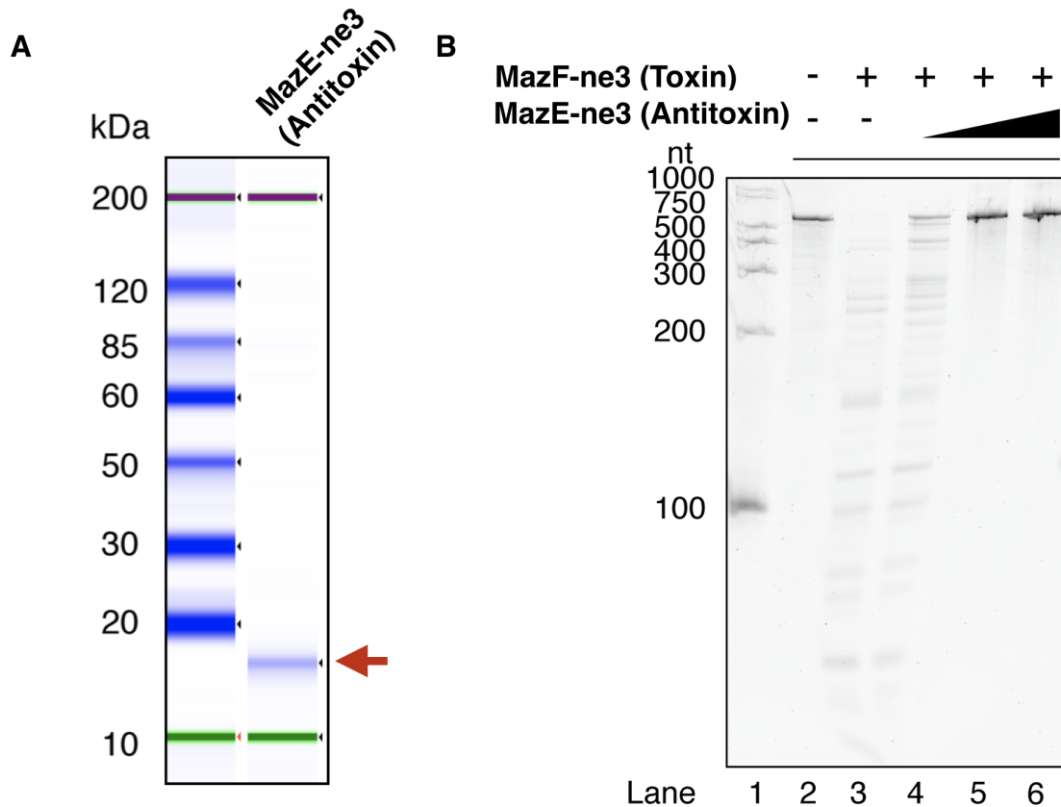 A
MazE-ne3
(Antitoxin)
kDa
200
120
85
60
50
30
20
10
B
MazF-ne3 (Toxin) - + + + +
MazE-ne3 (Antitoxin) - -
nt
1000
750
500
400
300
200
100
Lane 1 2 3 4 5 6